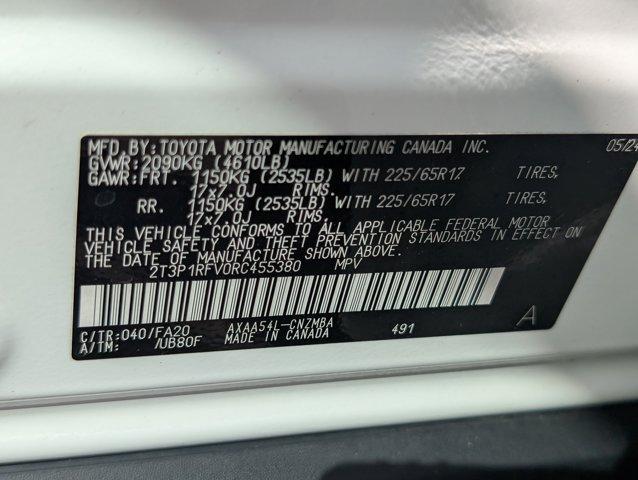 MFD. BY: TOYOTA MOTOR MANUFACTURING CANADA INC. 05/24
GVWR: 2090KG (4610LB)
GAWR: FRT. 1150KG (2535LB) WITH 225/65R17 TIRES,
17x7.0J RIMS.
RR. 1150KG (2535LB) WITH 225/65R17 TIRES,
17x7.0J RIMS.
THIS VEHICLE CONFORMS TO ALL APPLICABLE FEDERAL MOTOR
VEHICLE SAFETY AND THEFT PREVENTION STANDARDS IN EFFECT ON
THE DATE OF MANUFACTURE SHOWN ABOVE.
2T3P1RFV0RC455380 MPV
C/TR: 040/FA20 AXAA54L-CNZMBA 491
A/TM: /UB80F MADE IN CANADA
A